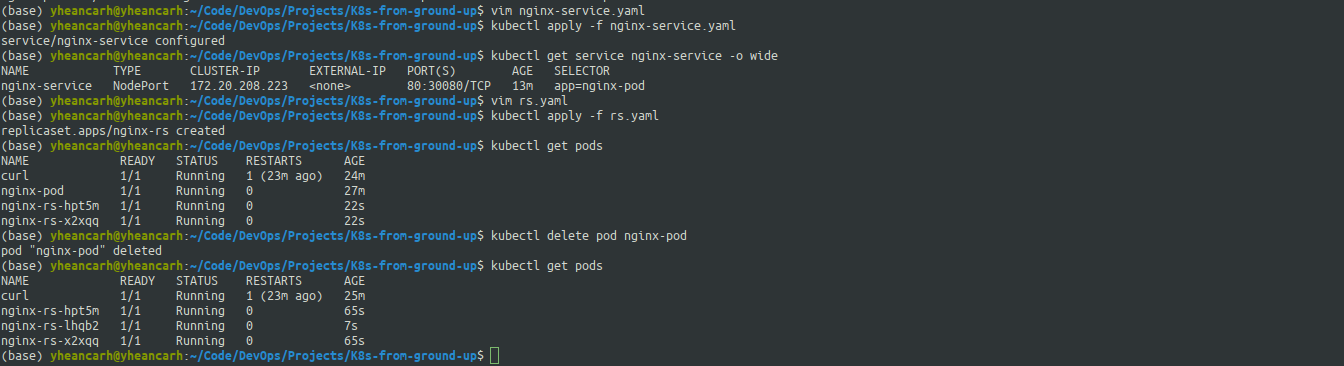 (base) yheancarh@yheancarh:~/Code/DevOps/Projects/K8s-from-ground-up$ vim nginx-service.yaml
(base) yheancarh@yheancarh:~/Code/DevOps/Projects/K8s-from-ground-up$ kubectl apply -f nginx-service.yaml
service/nginx-service configured
(base) yheancarh@yheancarh:~/Code/DevOps/Projects/K8s-from-ground-up$ kubectl get service nginx-service -o wide
NAME            TYPE       CLUSTER-IP       EXTERNAL-IP   PORT(S)        AGE   SELECTOR
nginx-service   NodePort   172.20.208.223   <none>        80:30080/TCP   13m   app=nginx-pod
(base) yheancarh@yheancarh:~/Code/DevOps/Projects/K8s-from-ground-up$ vim rs.yaml
(base) yheancarh@yheancarh:~/Code/DevOps/Projects/K8s-from-ground-up$ kubectl apply -f rs.yaml
replicaset.apps/nginx-rs created
(base) yheancarh@yheancarh:~/Code/DevOps/Projects/K8s-from-ground-up$ kubectl get pods
NAME             READY   STATUS    RESTARTS      AGE
curl             1/1     Running   1 (23m ago)   24m
nginx-pod        1/1     Running   0             27m
nginx-rs-hpt5m   1/1     Running   0             22s
nginx-rs-x2xqq   1/1     Running   0             22s
(base) yheancarh@yheancarh:~/Code/DevOps/Projects/K8s-from-ground-up$ kubectl delete pod nginx-pod
pod "nginx-pod" deleted
(base) yheancarh@yheancarh:~/Code/DevOps/Projects/K8s-from-ground-up$ kubectl get pods
NAME             READY   STATUS    RESTARTS      AGE
curl             1/1     Running   1 (23m ago)   25m
nginx-rs-hpt5m   1/1     Running   0             65s
nginx-rs-lhqb2   1/1     Running   0             7s
nginx-rs-x2xqq   1/1     Running   0             65s
(base) yheancarh@yheancarh:~/Code/DevOps/Projects/K8s-from-ground-up$